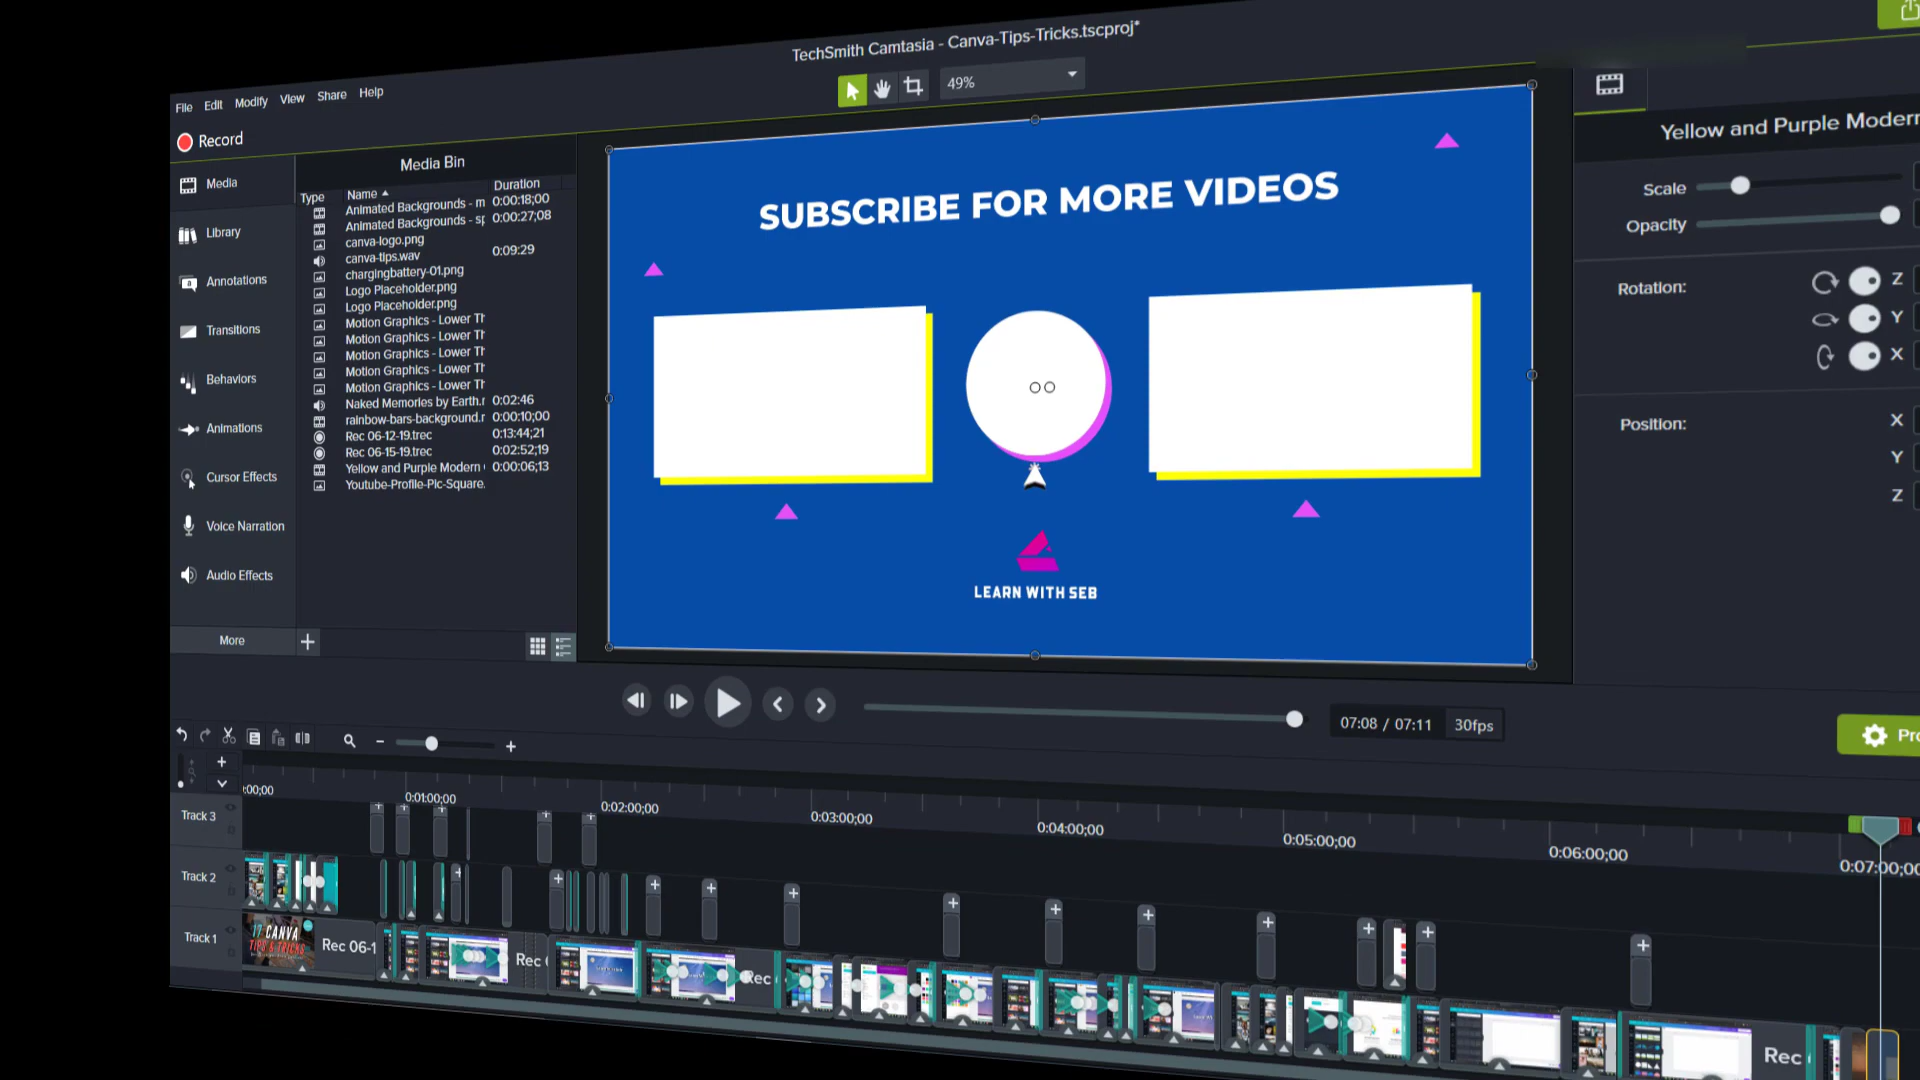 TechSmith Camtasia - Canva-Tips-Tricks.tscproj*
File Edit Modify View Share Help
49%
Record
Media Bin
Yellow and Purple Modern
Type Name Duration
Media
Library
Annotations
Transitions
Behaviors
Animations
Cursor Effects
Voice Narration
Audio Effects
More
Animated Backgrounds - m 0:00:18;00
Animated Backgrounds - sp 0:00:27;08
canva-logo.png
canva-tips.wav 0:09:29
chargingbattery-01.png
Logo Placeholder.png
Logo Placeholder.png
Motion Graphics - Lower Th
Motion Graphics - Lower Th
Motion Graphics - Lower Th
Motion Graphics - Lower Th
Motion Graphics - Lower Th
Naked Memories by Earth.r 0:02:46
rainbow-bars-background.r 0:00:10;00
Rec 06-12-19.trec 0:13:44;21
Rec 06-15-19.trec 0:02:52;19
Yellow and Purple Modern 0:00:06;13
Youtube-Profile-Pic-Square.
SUBSCRIBE FOR MORE VIDEOS
LEARN WITH SEB
Scale
Opacity
Rotation: Z
Y
X
Position: X
Y
Z
07:08 / 07:11 30fps
Pro
:00;00 0:01:00;00 0:02:00;00 0:03:00;00 0:04:00;00 0:05:00;00 0:06:00;00 0:07:00;00
Track 3
Track 2
Track 1
17 CANVA
TIPS & TRICKS
Rec 06-1
Rec
Rec
Rec